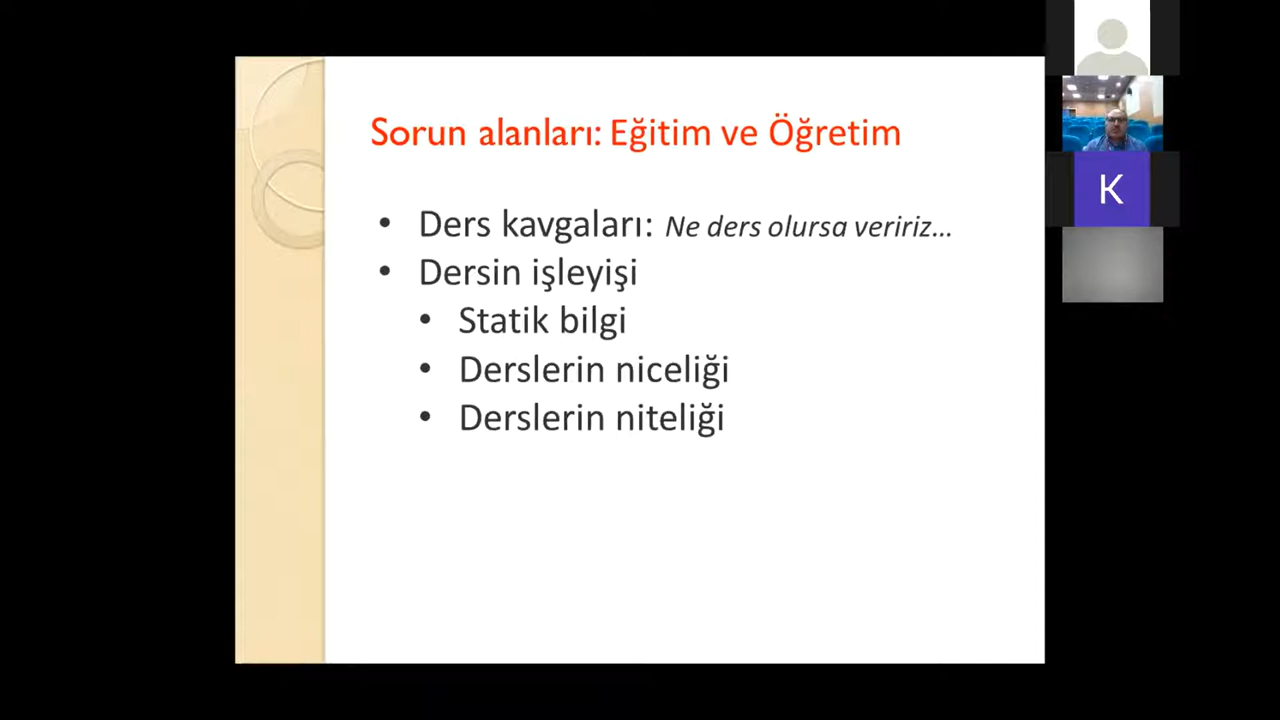 Sorun alanları: Eğitim ve Öğretim
• Ders kavgaları: Ne ders olursa veririz...
• Dersin işleyişi
• Statik bilgi
• Derslerin niceliği
• Derslerin niteliği
K